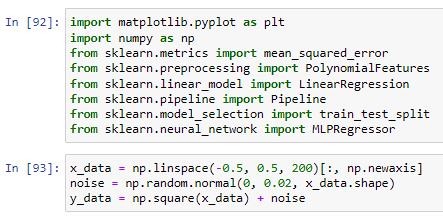 In [92]: import matplotlib.pyplot as plt
import numpy as np
from sklearn.metrics import mean_squared_error
from sklearn.preprocessing import PolynomialFeatures
from sklearn.linear_model import LinearRegression
from sklearn.pipeline import Pipeline
from sklearn.model_selection import train_test_split
from sklearn.neural_network import MLPRegressor
In [93]: x_data = np.linspace(-0.5, 0.5, 200)[:, np.newaxis]
noise = np.random.normal(0, 0.02, x_data.shape)
y_data = np.square(x_data) + noise